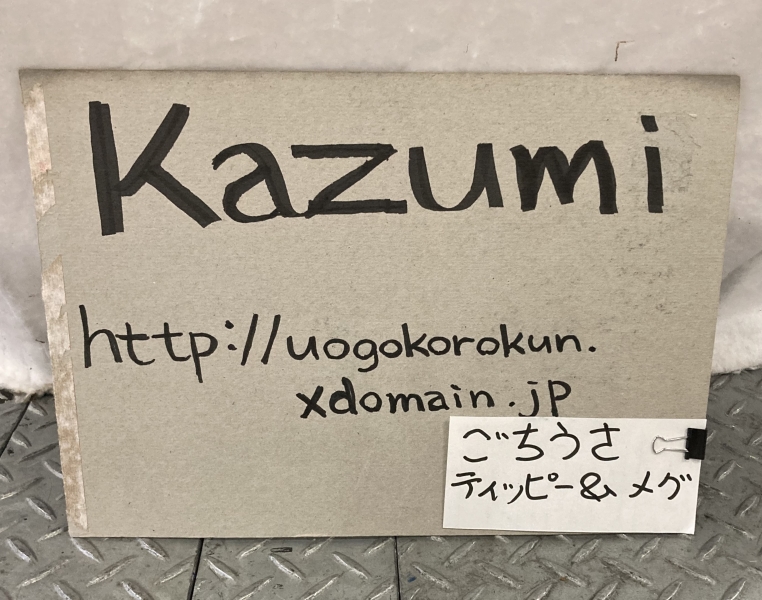 Kazumi
http://uogokorokun.
xdomain.jp
ごちうさ
ティッピー& メグ